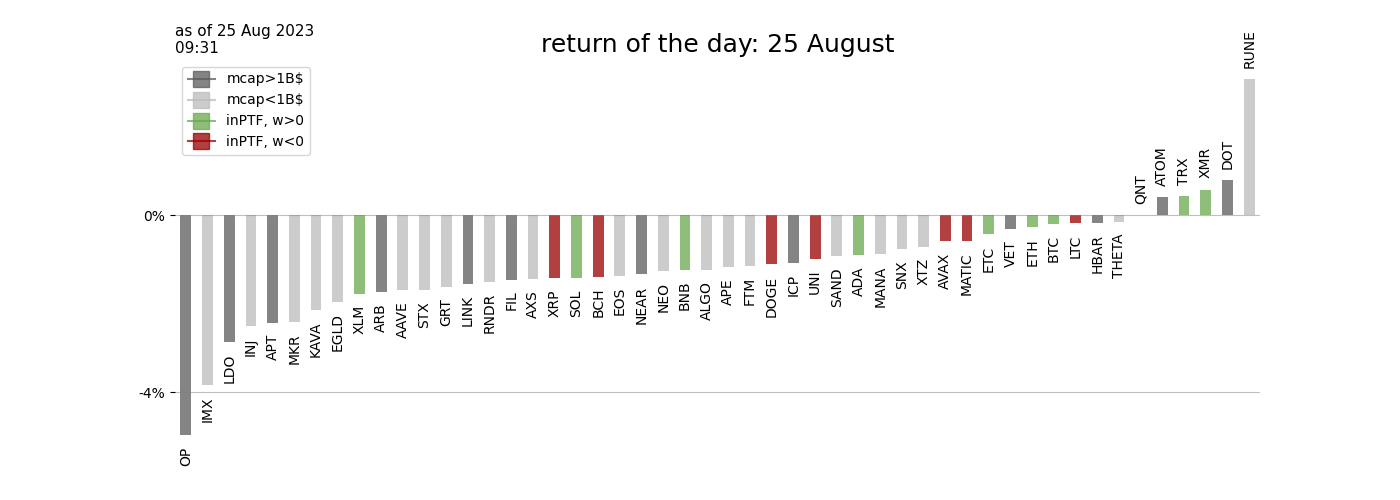 as of 25 Aug 2023
09:31
return of the day: 25 August
mcap>1B$
mcap<1B$
inPTF, w>0
inPTF, w<0
0%
-4%
OP
IMX
LDO
INJ
APT
MKR
KAVA
EGLD
XLM
ARB
AAVE
STX
GRT
LINK
RNDR
FIL
AXS
XRP
SOL
BCH
EOS
NEAR
NEO
BNB
ALGO
APE
FTM
DOGE
ICP
UNI
SAND
ADA
MANA
SNX
XTZ
AVAX
MATIC
ETC
VET
ETH
BTC
LTC
HBAR
THETA
QNT
ATOM
TRX
XMR
DOT
RUNE